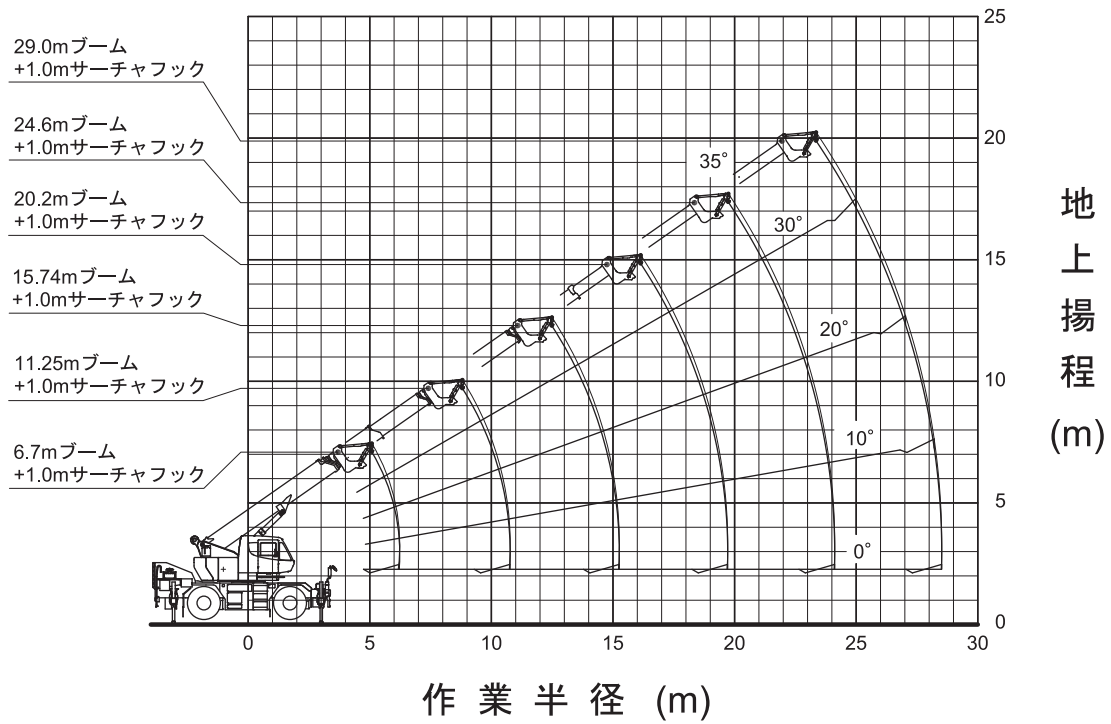 29.0mブーム
+1.0mサーチャフック
24.6mブーム
+1.0mサーチャフック
20.2mブーム
+1.0mサーチャフック
15.74mブーム
+1.0mサーチャフック
11.25mブーム
+1.0mサーチャフック
6.7mブーム
+1.0mサーチャフック
35°
30°
20°
10°
0°
25
20
15
10
5
0
地上揚程
(m)
0 5 10 15 20 25 30
作業半径 (m)